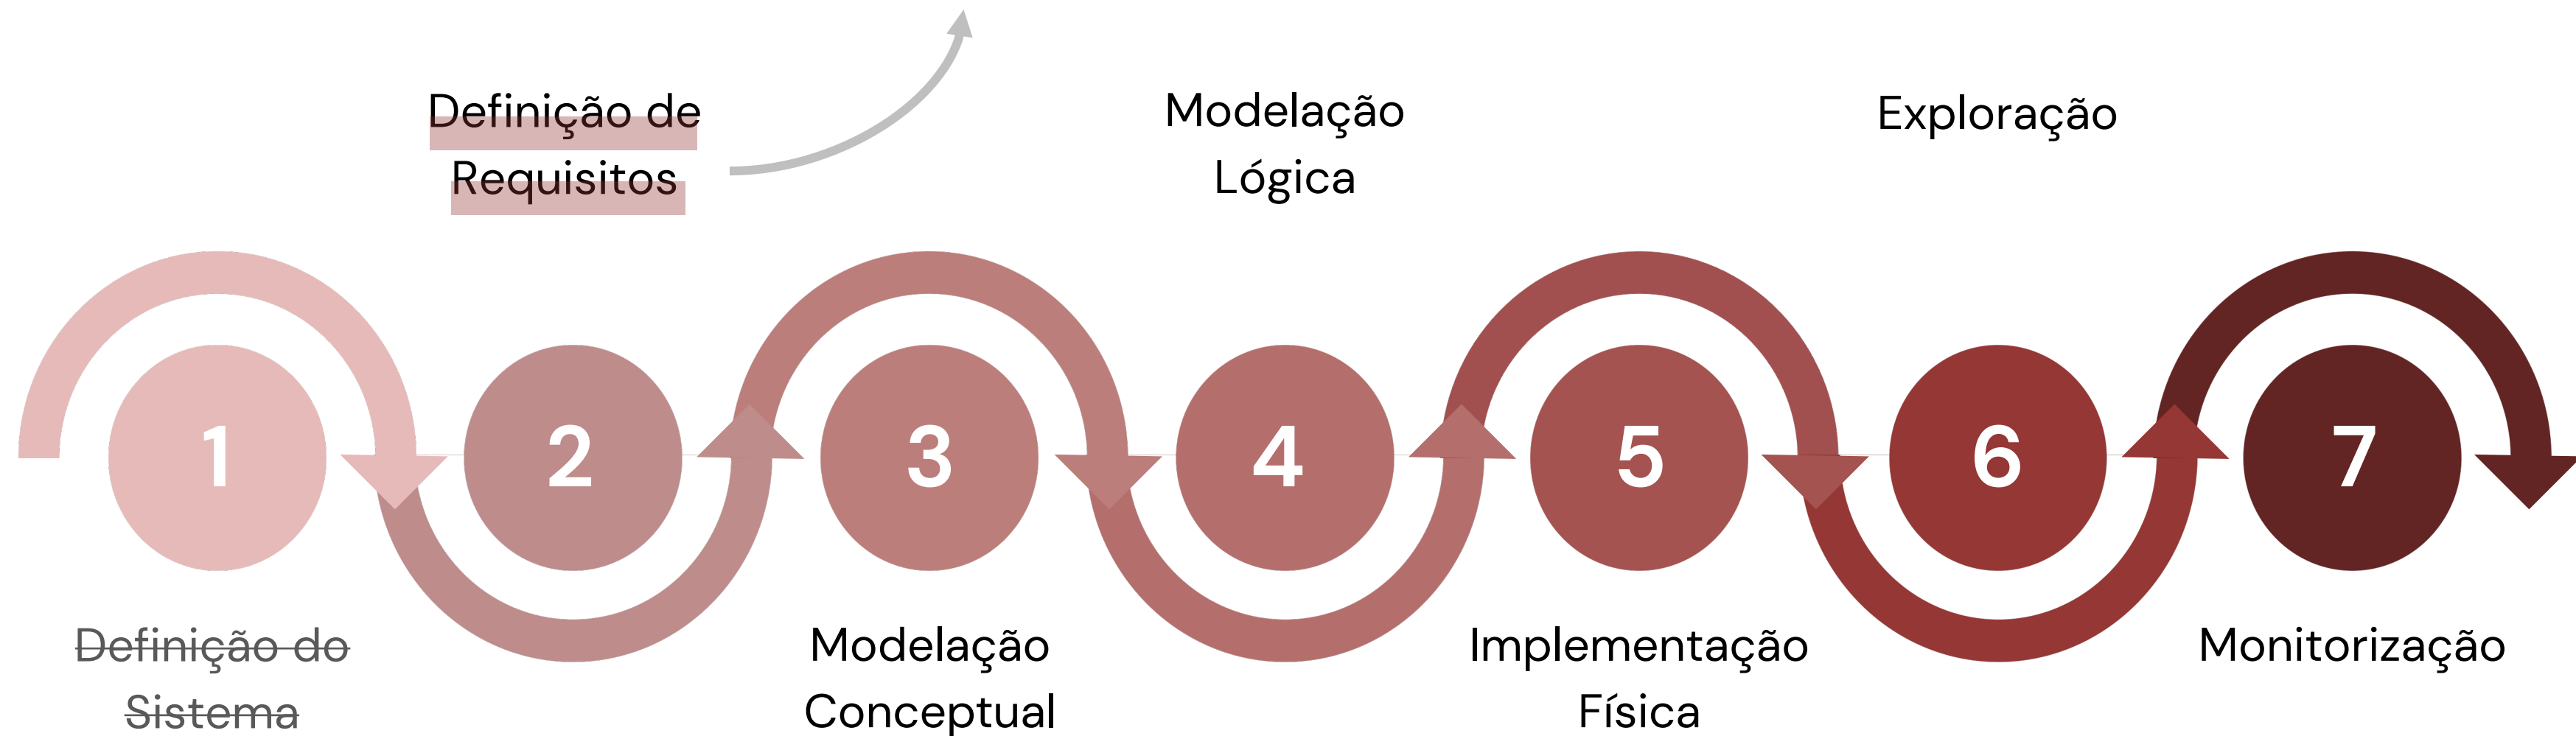 Definição de
Requisitos
Modelação
Lógica
Exploração
1
2
3
4
5
6
7
Definição do
Sistema
Modelação
Conceptual
Implementação
Física
Monitorização